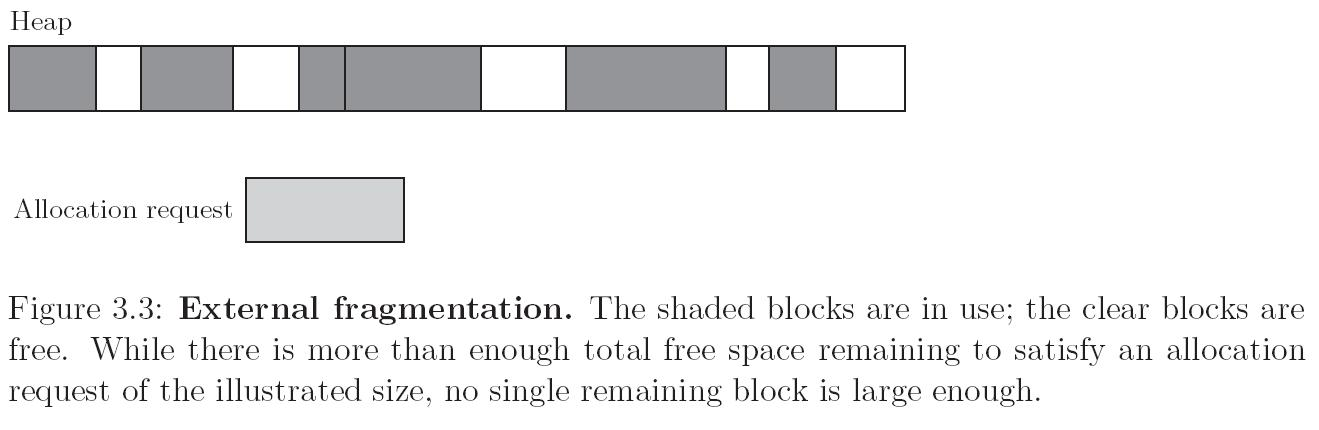 Heap
Allocation request
Figure 3.3: External fragmentation. The shaded blocks are in use; the clear blocks are
free. While there is more than enough total free space remaining to satisfy an allocation
request of the illustrated size, no single remaining block is large enough.